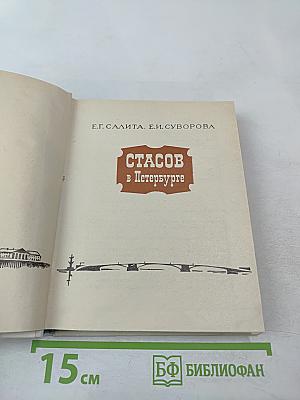 Е.Г. САЛИТА. Е.И. СУВОРОВА
СТАСОВ
в Петербурге
15 см
БФ БИБЛИОФАН